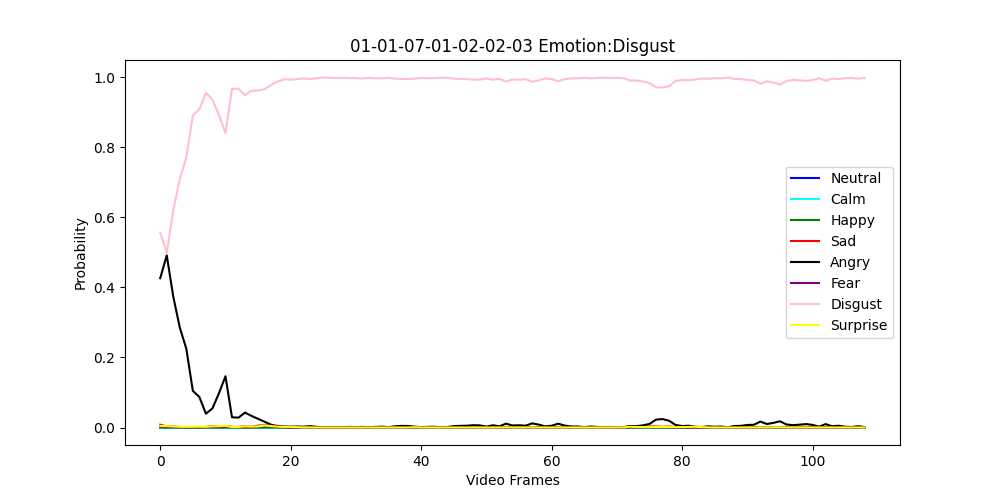 01-01-07-01-02-02-03 Emotion:Disgust
Probability
1.0
0.8
0.6
0.4
0.2
0.0
Neutral
Calm
Happy
Sad
Angry
Fear
Disgust
Surprise
0 20 40 60 80 100
Video Frames